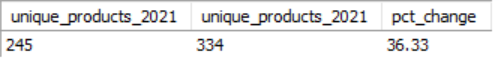 unique_products_2021 unique_products_2021 pct_change
245 334 36.33